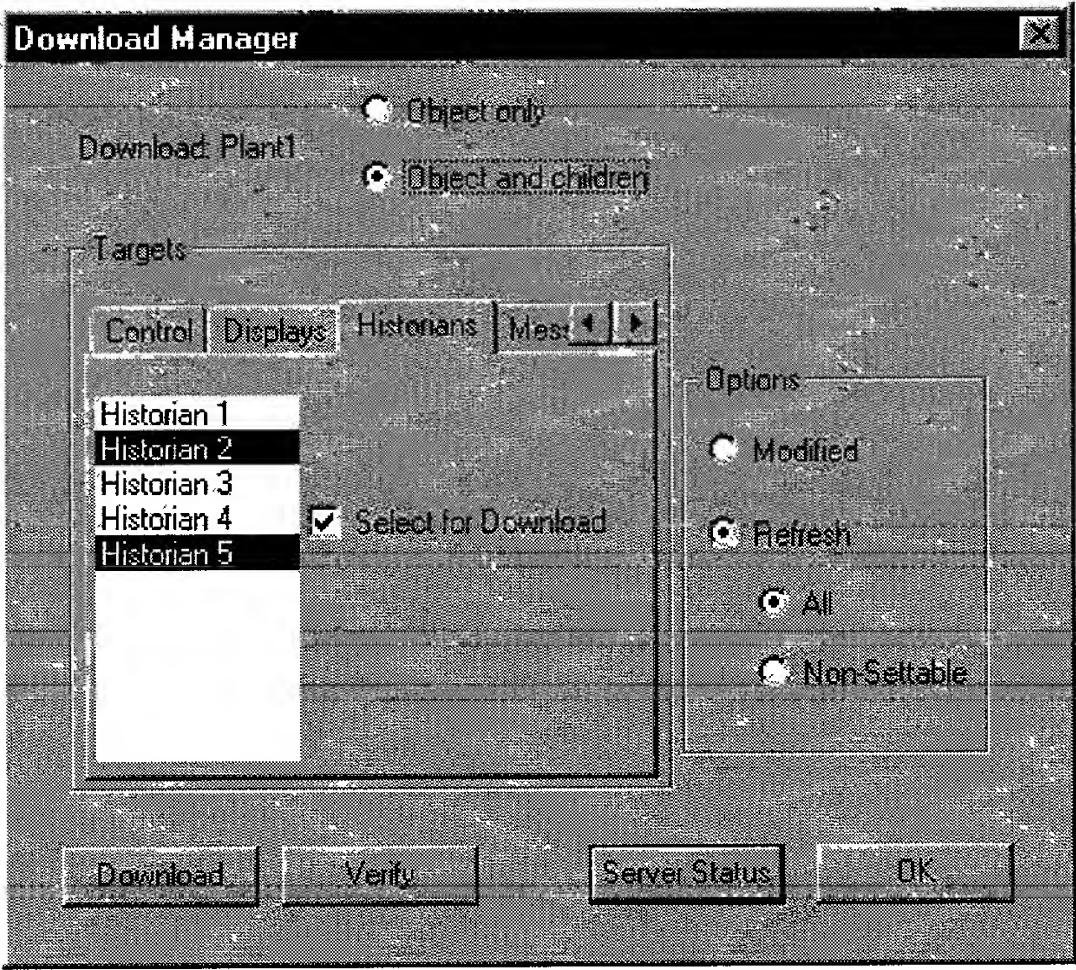 Download Manager
Object only
Download: Plant1
Object and children
Targets
Control Displays Historians Mess
Options
Historian 1
Historian 2
Modified
Historian 3
Historian 4
Select for Download
Refresh
Historian 5
All
Non-Settable
Download Verify Server Status OK